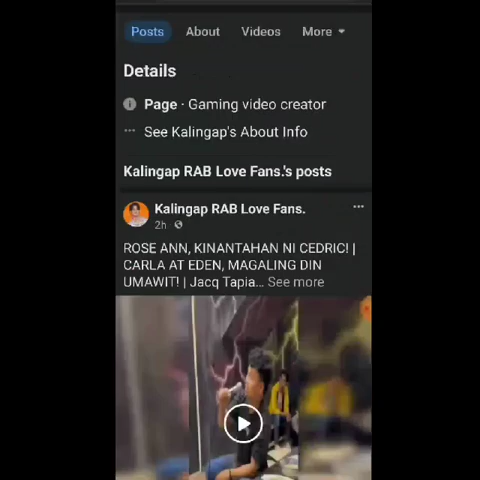 Posts About Videos More
Details
Page · Gaming video creator
See Kalingap's About Info
Kalingap RAB Love Fans.'s posts
Kalingap RAB Love Fans.
2h
ROSE ANN, KINANTAHAN NI CEDRIC! |
CARLA AT EDEN, MAGALING DIN
UMAWIT! | Jacq Tapia... See more